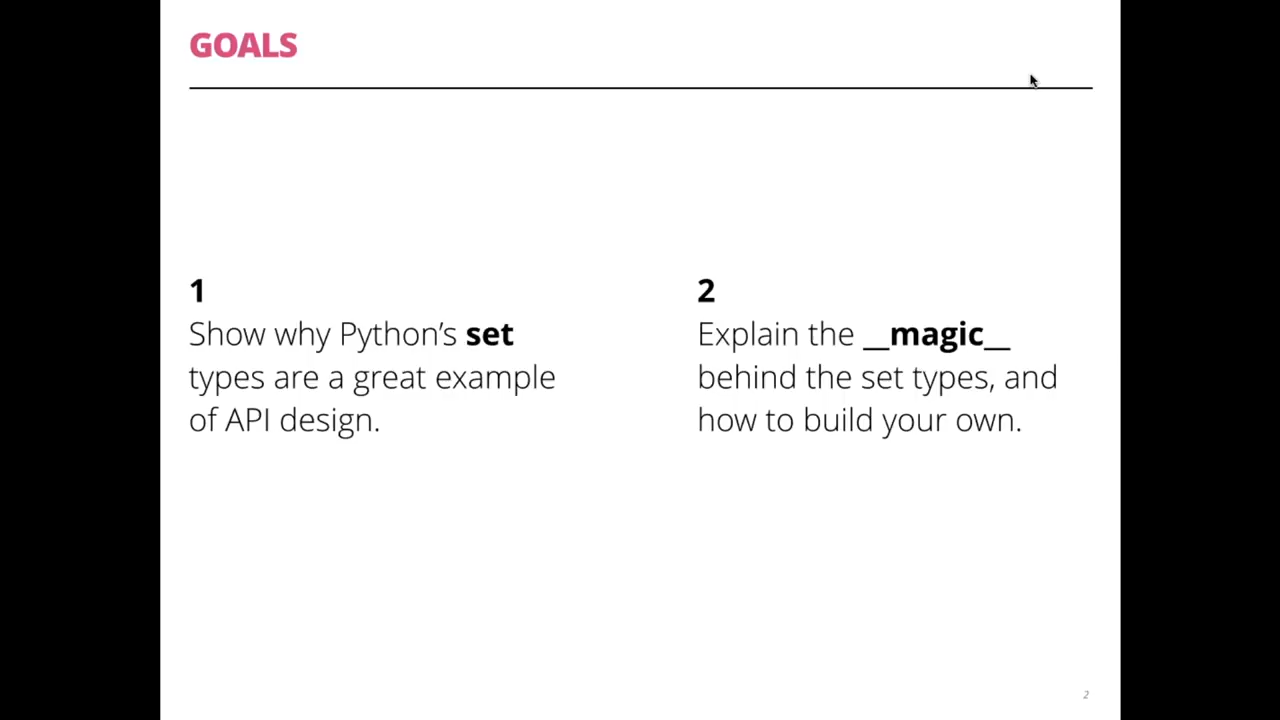 GOALS
1
Show why Python’s set
types are a great example
of API design.
2
Explain the __magic__
behind the set types, and
how to build your own.
2